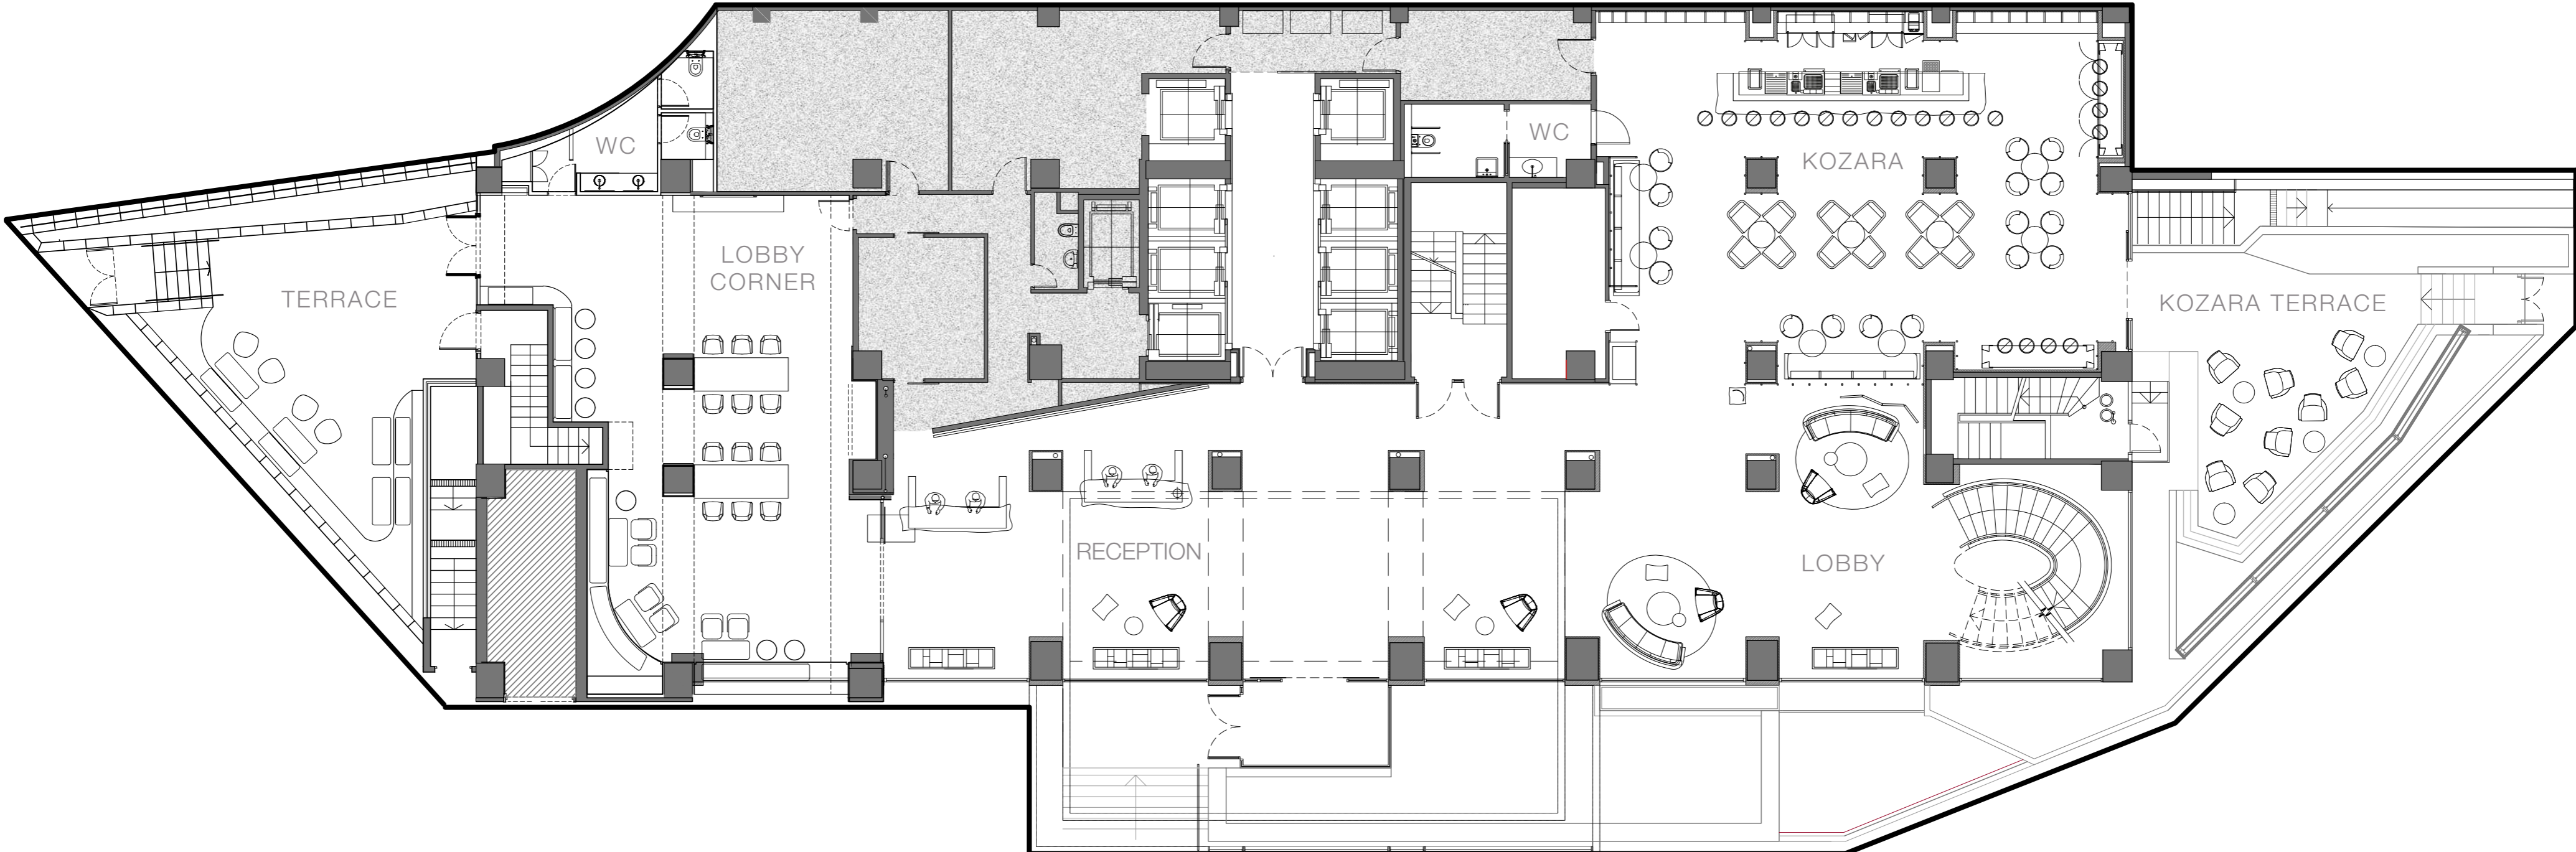 WC
WC
KOZARA
LOBBY
CORNER
TERRACE
KOZARA TERRACE
RECEPTION
LOBBY